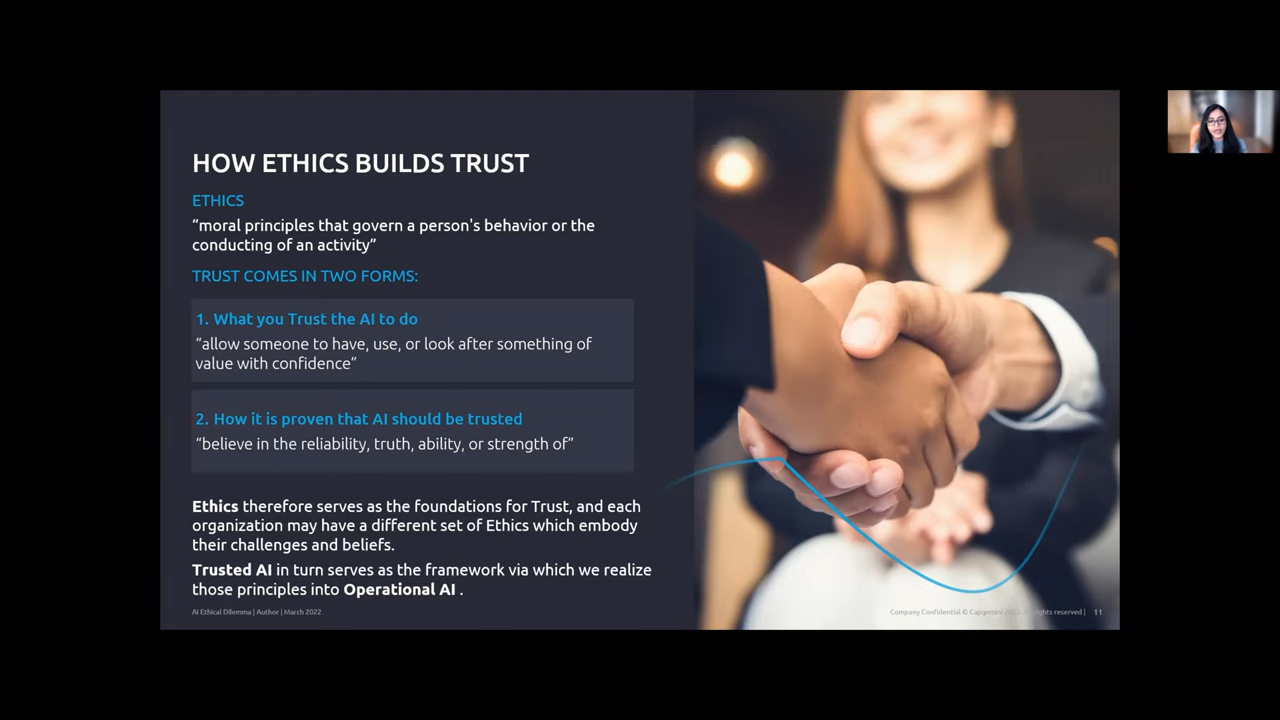 HOW ETHICS BUILDS TRUST
ETHICS
“moral principles that govern a person's behavior or the
conducting of an activity”
TRUST COMES IN TWO FORMS:
1. What you Trust the AI to do
“allow someone to have, use, or look after something of
value with confidence”
2. How it is proven that AI should be trusted
“believe in the reliability, truth, ability, or strength of”
Ethics therefore serves as the foundations for Trust, and each
organization may have a different set of Ethics which embody
their challenges and beliefs.
Trusted AI in turn serves as the framework via which we realize
those principles into Operational AI .
AI Ethical Dilemma | Author | March 2022
Company Confidential © Capgemini rights reserved | 11